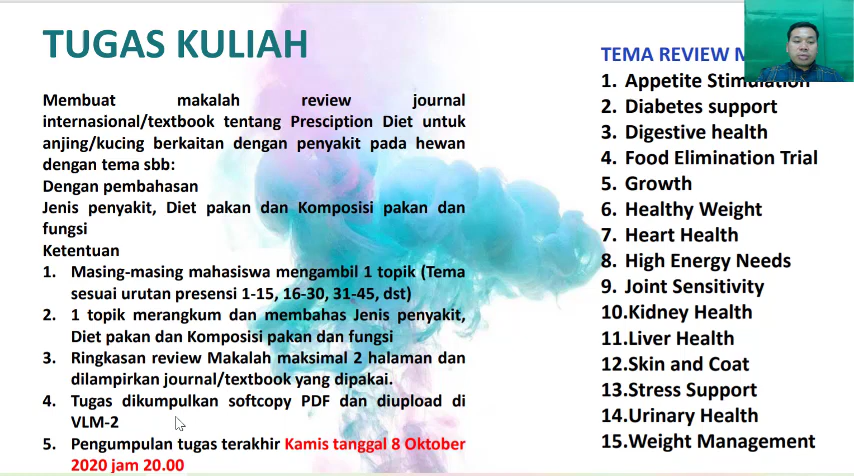 TUGAS KULIAH
Membuat makalah review journal
internasional/textbook tentang Presciption Diet untuk
anjing/kucing berkaitan dengan penyakit pada hewan
dengan tema sbb:
Dengan pembahasan
Jenis penyakit, Diet pakan dan Komposisi pakan dan
fungsi
Ketentuan
1. Masing-masing mahasiswa mengambil 1 topik (Tema
sesuai urutan presensi 1-15, 16-30, 31-45, dst)
2. 1 topik merangkum dan membahas Jenis penyakit,
Diet pakan dan Komposisi pakan dan fungsi
3. Ringkasan review Makalah maksimal 2 halaman dan
dilampirkan journal/textbook yang dipakai.
4. Tugas dikumpulkan softcopy PDF dan diupload di
VLM-2
5. Pengumpulan tugas terakhir Kamis tanggal 8 Oktober
2020 jam 20.00
TEMA REVIEW
1. Appetite Stimulation
2. Diabetes support
3. Digestive health
4. Food Elimination Trial
5. Growth
6. Healthy Weight
7. Heart Health
8. High Energy Needs
9. Joint Sensitivity
10.Kidney Health
11.Liver Health
12.Skin and Coat
13.Stress Support
14.Urinary Health
15.Weight Management